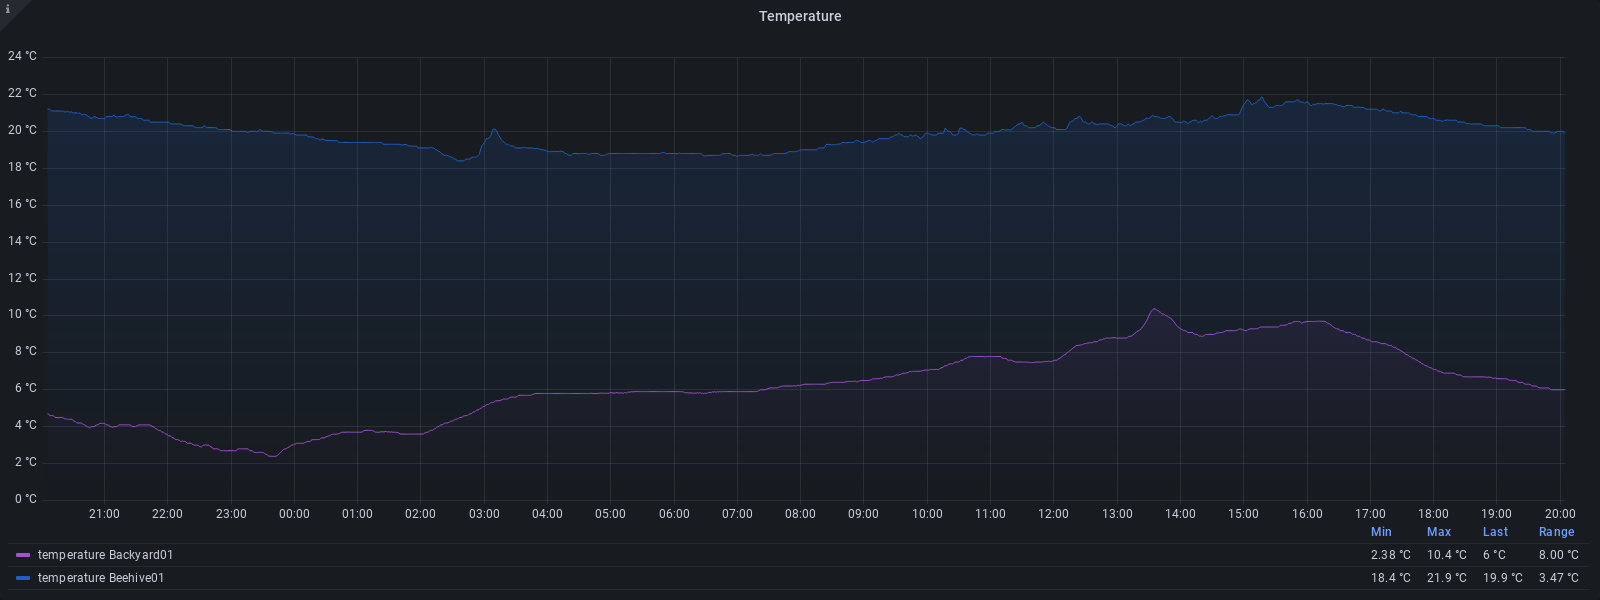 i
Temperature
24 °C
22 °C
20 °C
18 °C
16 °C
14 °C
12 °C
10 °C
8 °C
6 °C
4 °C
2 °C
0 °C
21:00 22:00 23:00 00:00 01:00 02:00 03:00 04:00 05:00 06:00 07:00 08:00 09:00 10:00 11:00 12:00 13:00 14:00 15:00 16:00 17:00 18:00 19:00 20:00
Min Max Last Range
temperature Backyard01 2.38 °C 10.4 °C 6 °C 8.00 °C
temperature Beehive01 18.4 °C 21.9 °C 19.9 °C 3.47 °C